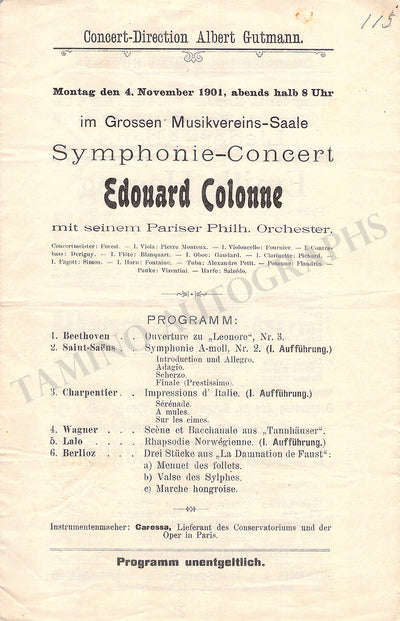 115
Concert-Direction Albert Gutmann.
Montag den 4. November 1901, abends halb 8 Uhr
im Grossen Musikvereins-Saale
Symphonie-Concert
Edouard Colonne
mit seinem Pariser Philh. Orchester.
Concertmeister: Forest. — I. Viola: Pierre Monteux. — I. Violoncello: Fournier. — I. Contra-
bass: Derigny. — I. Flöte: Blanquart. — I. Oboe: Gaudard. — I. Clarinette: Pichard.
I. Fagott: Simon. — I. Horn: Fontaine. — Tuba: Alexandre Petit. — Posaune: Flandrin.
Pauke: Vizentini. — Harfe: Salzédo.
PROGRAMM:
1. Beethoven . . Ouverture zu „Leonore“, Nr. 3.
2. Saint-Saëns . Symphonie A-moll, Nr. 2. (I. Aufführung.)
Introduction und Allegro.
Adagio.
Scherzo.
Finale (Prestissimo).
3. Charpentier . . Impressions d' Italie. (I. Aufführung.)
Sérénade.
A mules.
Sur les cimes.
4. Wagner . . . Scène et Bacchanale aus „Tannhäuser“.
5. Lalo . . . . Rhapsodie Norwégienne. (I. Aufführung.)
6. Berlioz . . . Drei Stücke aus „La Damnation de Faust“:
a) Menuet des follets.
b) Valse des Sylphes.
c) Marche hongroise.
Instrumentenmacher: Caressa, Lieferant des Conservatoriums und der
Oper in Paris.
Programm unentgeltlich.
TAMINO AUTOGRAPHS